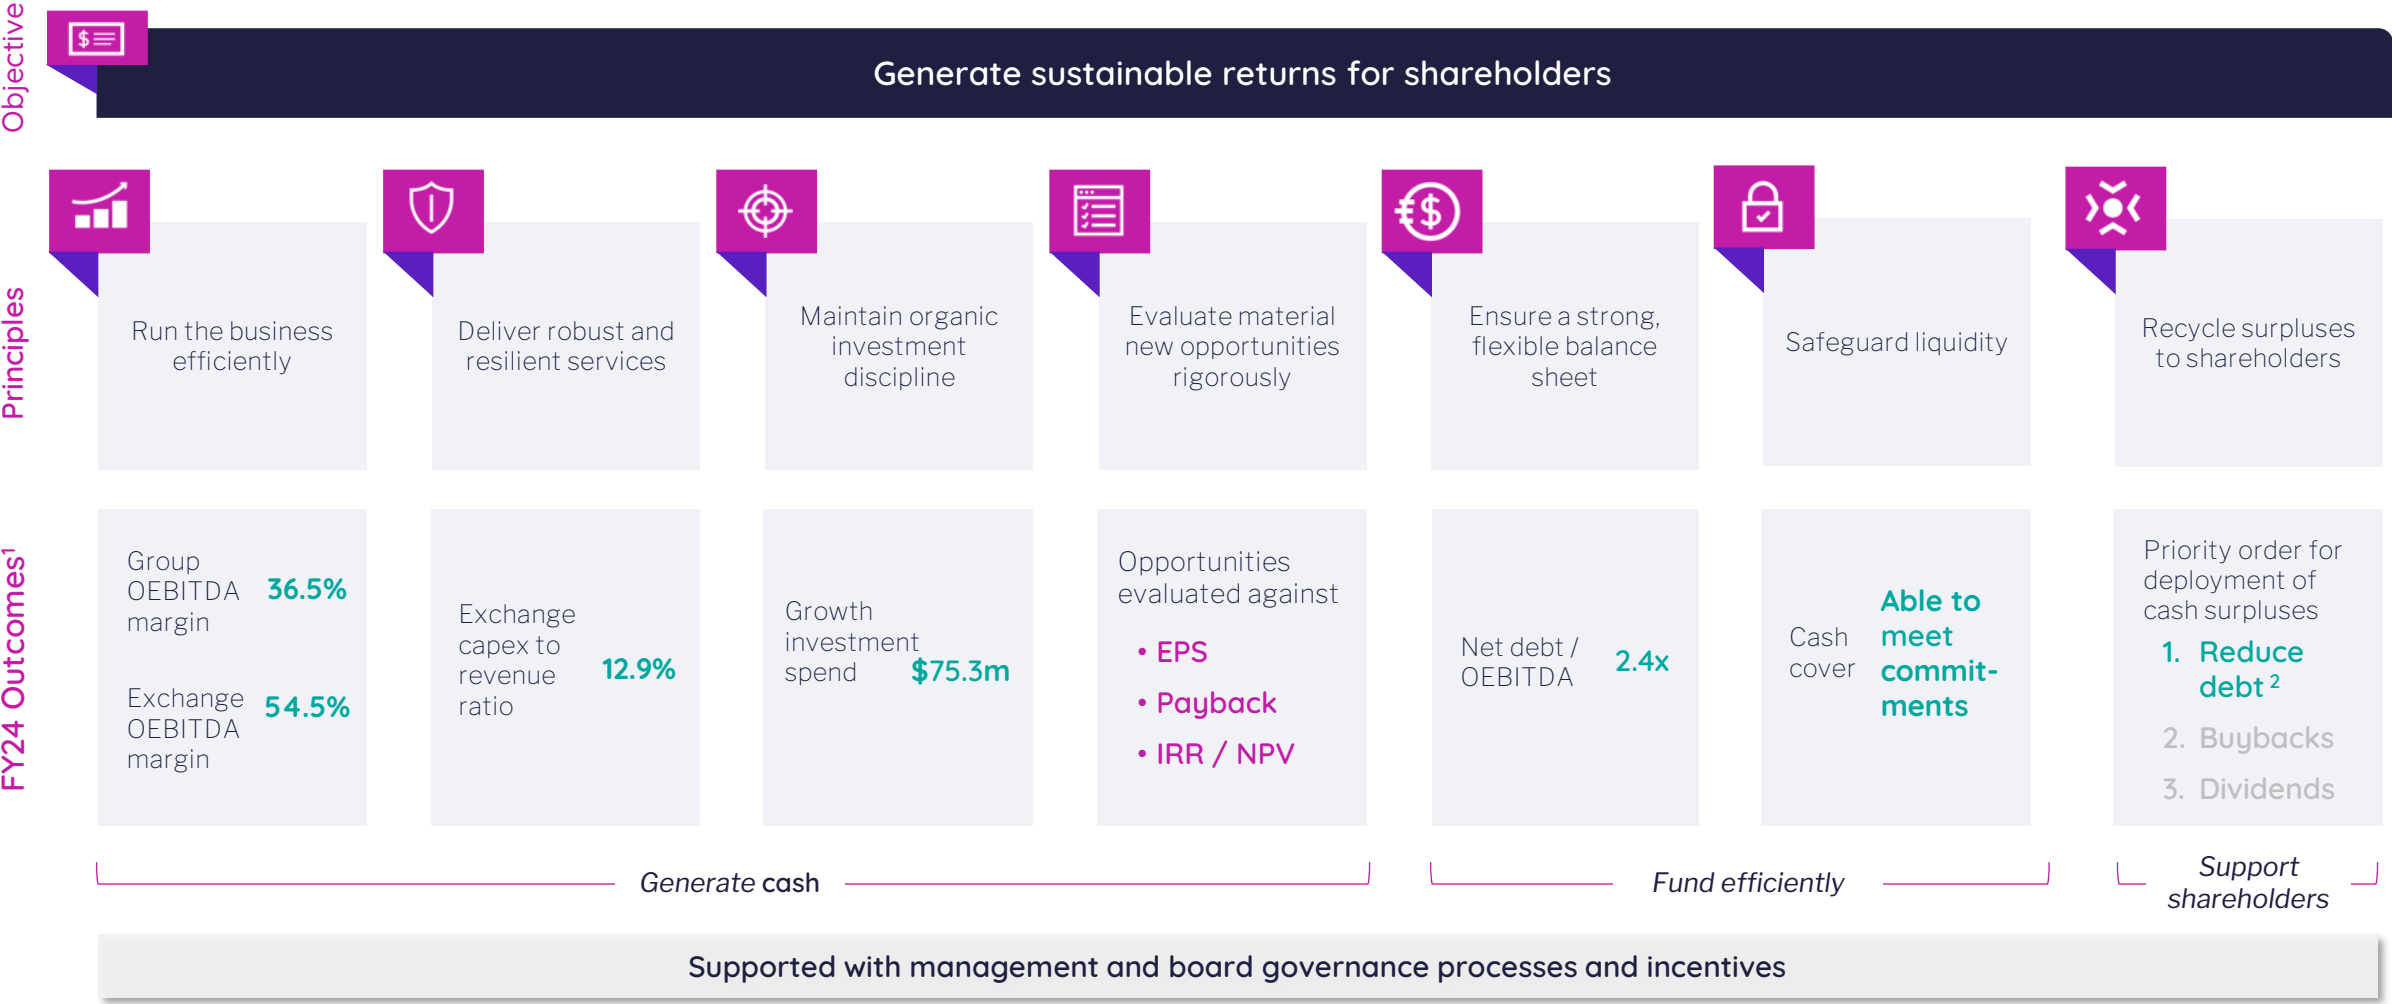 Objective
$
Generate sustainable returns for shareholders
Principles
Run the business
efficiently
Deliver robust and
resilient services
Maintain organic
investment
discipline
Evaluate material
new opportunities
rigorously
€$
Ensure a strong,
flexible balance
sheet
Safeguard liquidity
Recycle surpluses
to shareholders
FY24 Outcomes¹
Group
OEBITDA
margin
36.5%
Exchange
OEBITDA
margin
54.5%
Exchange
capex to
revenue
ratio
12.9%
Growth
investment
spend
$75.3m
Opportunities
evaluated against
• EPS
• Payback
• IRR / NPV
Net debt /
OEBITDA
2.4x
Cash
cover
Able to
meet
commit-
ments
Priority order for
deployment of
cash surpluses
1. Reduce
debt ²
2. Buybacks
3. Dividends
Generate cash
Fund efficiently
Support
shareholders
Supported with management and board governance processes and incentives